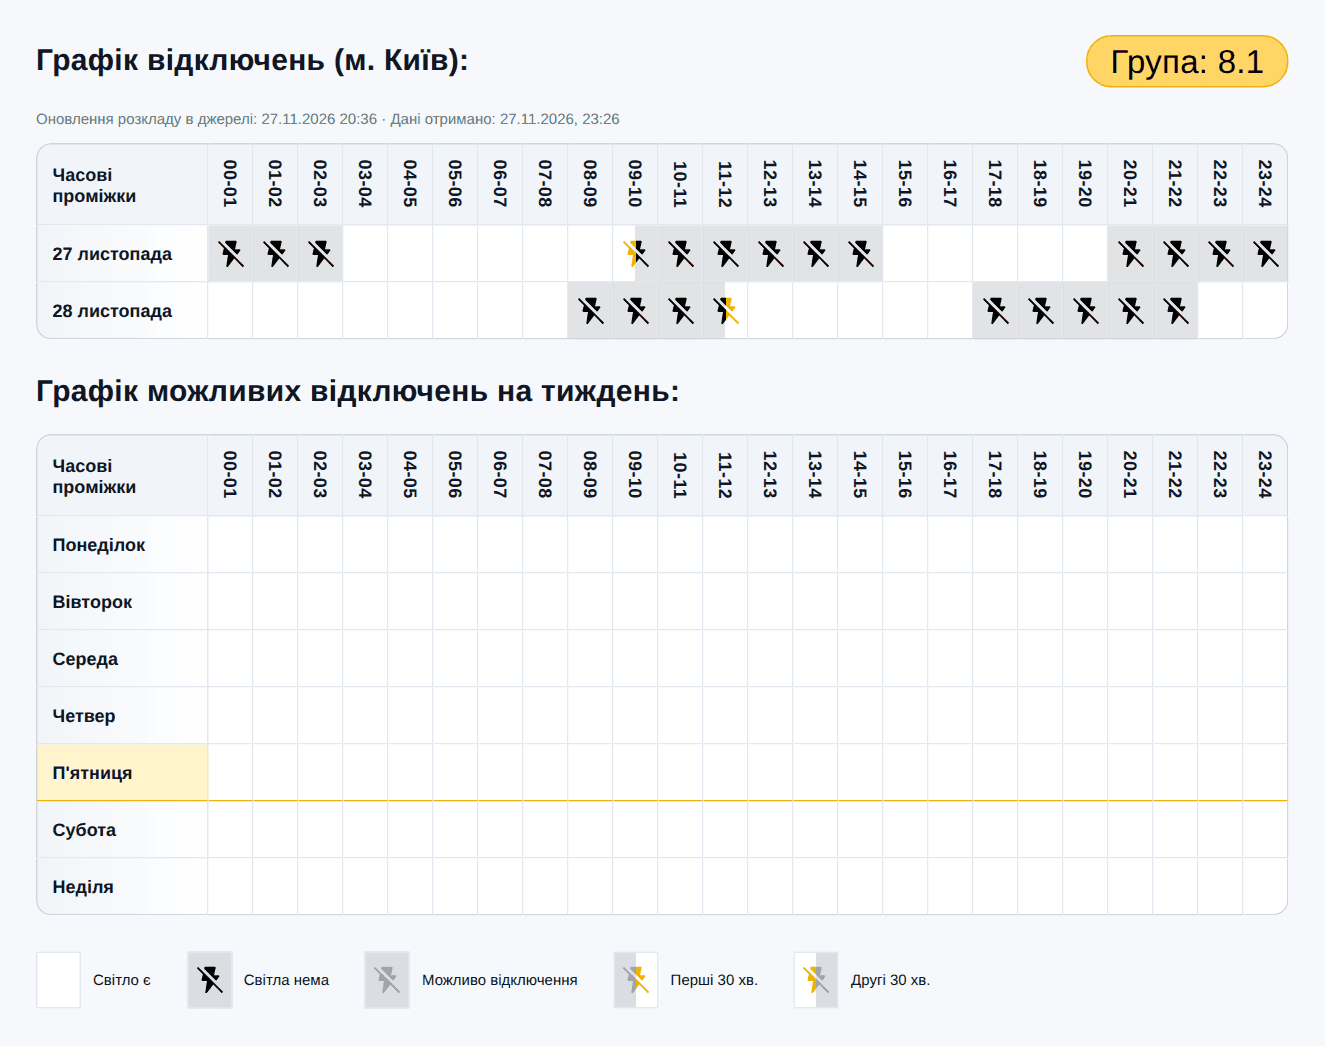 Графік відключень (м. Київ):
Група: 8.1
Оновлення розкладу в джерелі: 27.11.2026 20:36 · Дані отримано: 27.11.2026, 23:26
Часові проміжки 00-01 01-02 02-03 03-04 04-05 05-06 06-07 07-08 08-09 09-10 10-11 11-12 12-13 13-14 14-15 15-16 16-17 17-18 18-19 19-20 20-21 21-22 22-23 23-24
27 листопада
28 листопада
Графік можливих відключень на тиждень:
Часові проміжки 00-01 01-02 02-03 03-04 04-05 05-06 06-07 07-08 08-09 09-10 10-11 11-12 12-13 13-14 14-15 15-16 16-17 17-18 18-19 19-20 20-21 21-22 22-23 23-24
Понеділок
Вівторок
Середа
Четвер
П'ятниця
Субота
Неділя
Світло є Світла нема Можливо відключення Перші 30 хв. Другі 30 хв.